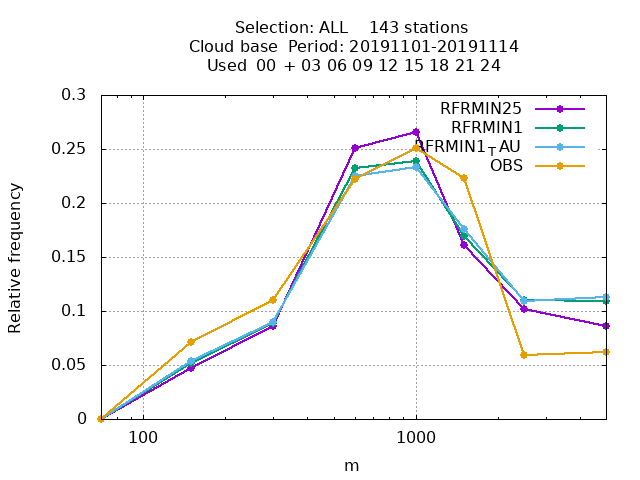 Selection: ALL    143 stations
Cloud base  Period: 20191101-20191114
Used  00 + 03 06 09 12 15 18 21 24
0.3
0.25
0.2
0.15
0.1
0.05
0
Relative frequency
RFRMIN25
RFRMIN1
RFRMIN1TAU
OBS
100
1000
m